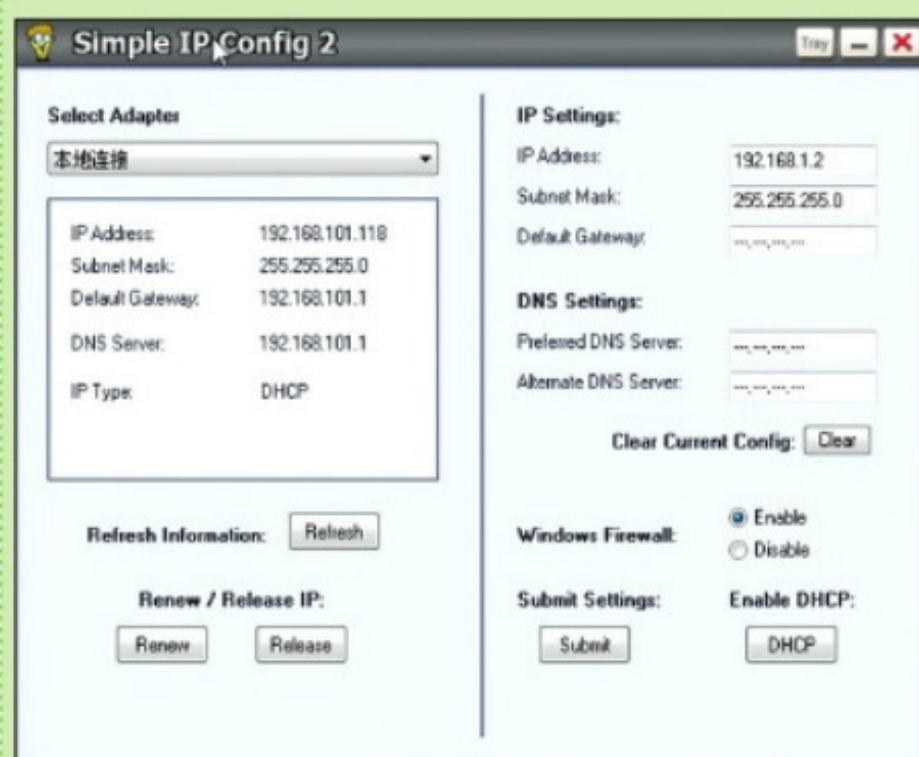 Simple IP Config 2
Tray
Select Adapter
本地连接
IP Address: 192.168.101.118
Subnet Mask: 255.255.255.0
Default Gateway: 192.168.101.1
DNS Server: 192.168.101.1
IP Type: DHCP
Refresh Information: Refresh
Renew / Release IP:
Renew Release
IP Settings:
IP Address: 192.168.1.2
Subnet Mask: 255.255.255.0
Default Gateway: ---.---.---.---
DNS Settings:
Preferred DNS Server: ---.---.---.---
Alternate DNS Server: ---.---.---.---
Clear Current Config: Clear
Windows Firewall: Enable
Disable
Submit Settings: Enable DHCP:
Submit DHCP